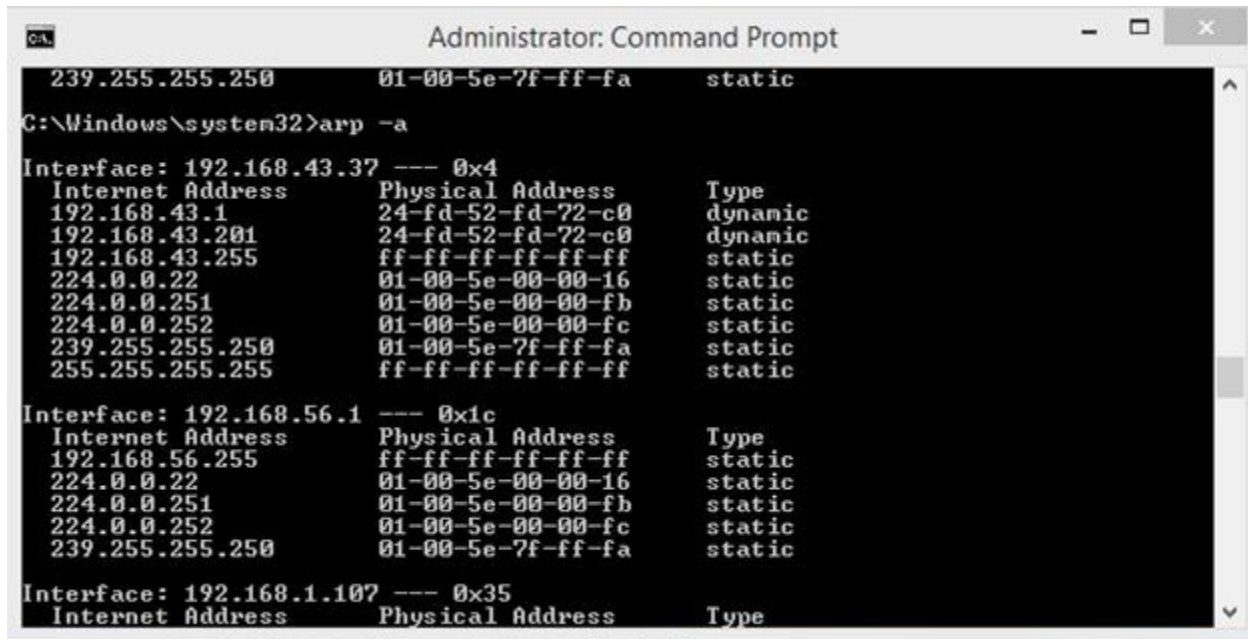 Administrator: Command Prompt
239.255.255.250 01-00-5e-7f-ff-fa static
C:\Windows\system32>arp -a
Interface: 192.168.43.37 --- 0x4
Internet Address Physical Address Type
192.168.43.1 24-fd-52-fd-72-c0 dynamic
192.168.43.201 24-fd-52-fd-72-c0 dynamic
192.168.43.255 ff-ff-ff-ff-ff-ff static
224.0.0.22 01-00-5e-00-00-16 static
224.0.0.251 01-00-5e-00-00-fb static
224.0.0.252 01-00-5e-00-00-fc static
239.255.255.250 01-00-5e-7f-ff-fa static
255.255.255.255 ff-ff-ff-ff-ff-ff static
Interface: 192.168.56.1 --- 0x1c
Internet Address Physical Address Type
192.168.56.255 ff-ff-ff-ff-ff-ff static
224.0.0.22 01-00-5e-00-00-16 static
224.0.0.251 01-00-5e-00-00-fb static
224.0.0.252 01-00-5e-00-00-fc static
239.255.255.250 01-00-5e-7f-ff-fa static
Interface: 192.168.1.107 --- 0x35
Internet Address Physical Address Type